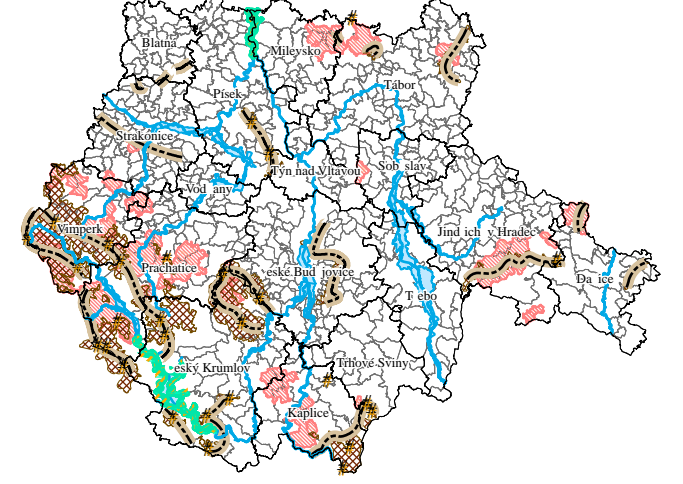 Blatná
Milevsko
Tábor
Písek
Strakonice
Týn nad Vltavou
Sob slav
Vod any
Vimperk
Jind ich v Hradec
Prachatice
eské Bud jovice
Da ice
T ebo
eský Krumlov
Trhové Sviny
Kaplice